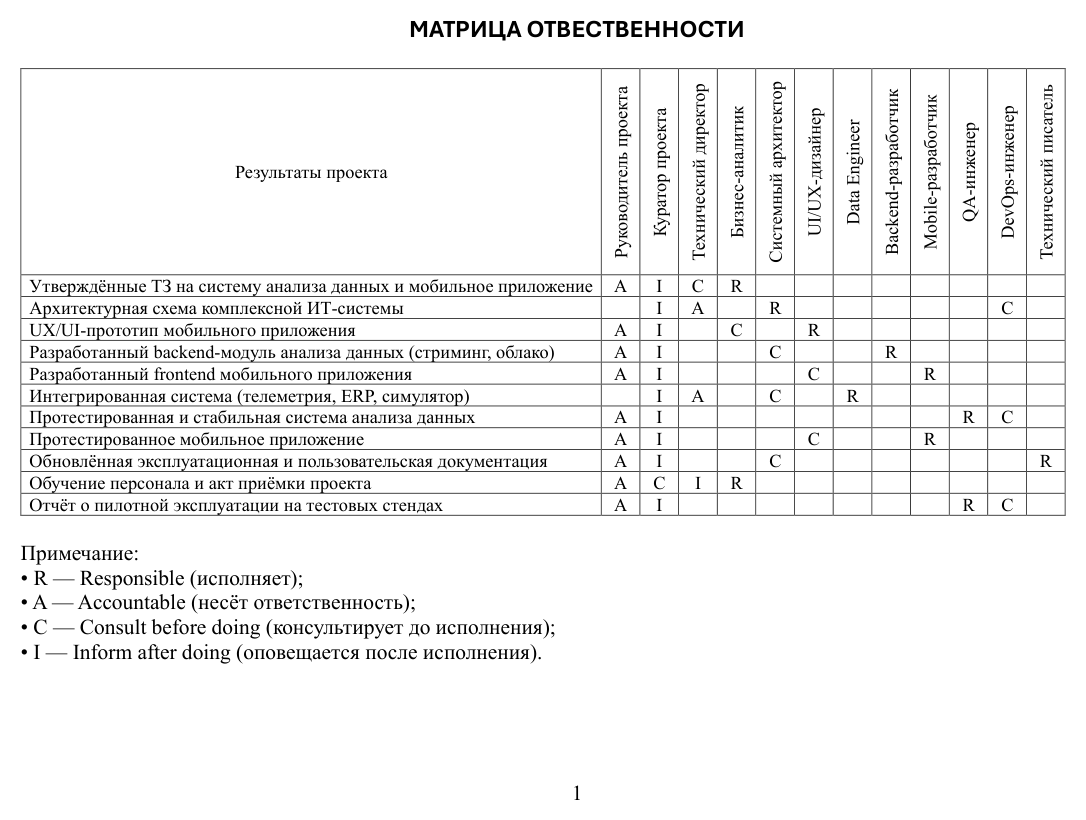 МАТРИЦА ОТВЕСТВЕННОСТИ
Результаты проекта
Руководитель проекта
Куратор проекта
Технический директор
Бизнес-аналитик
Системный архитектор
UI/UX-дизайнер
Data Engineer
Backend-разработчик
Mobile-разработчик
QA-инженер
DevOps-инженер
Технический писатель
Утверждённые ТЗ на систему анализа данных и мобильное приложение A I C R
Архитектурная схема комплексной ИТ-системы I A R C
UX/UI-прототип мобильного приложения A I C R
Разработанный backend-модуль анализа данных (стриминг, облако) A I C R
Разработанный frontend мобильного приложения A I C R
Интегрированная система (телеметрия, ERP, симулятор) I A C R
Протестированная и стабильная система анализа данных A I R C
Протестированное мобильное приложение A I C R
Обновлённая эксплуатационная и пользовательская документация A I C R
Обучение персонала и акт приёмки проекта A C I R
Отчёт о пилотной эксплуатации на тестовых стендах A I R C
Примечание:
• R — Responsible (исполняет);
• A — Accountable (несёт ответственность);
• C — Consult before doing (консультирует до исполнения);
• I — Inform after doing (оповещается после исполнения).
1